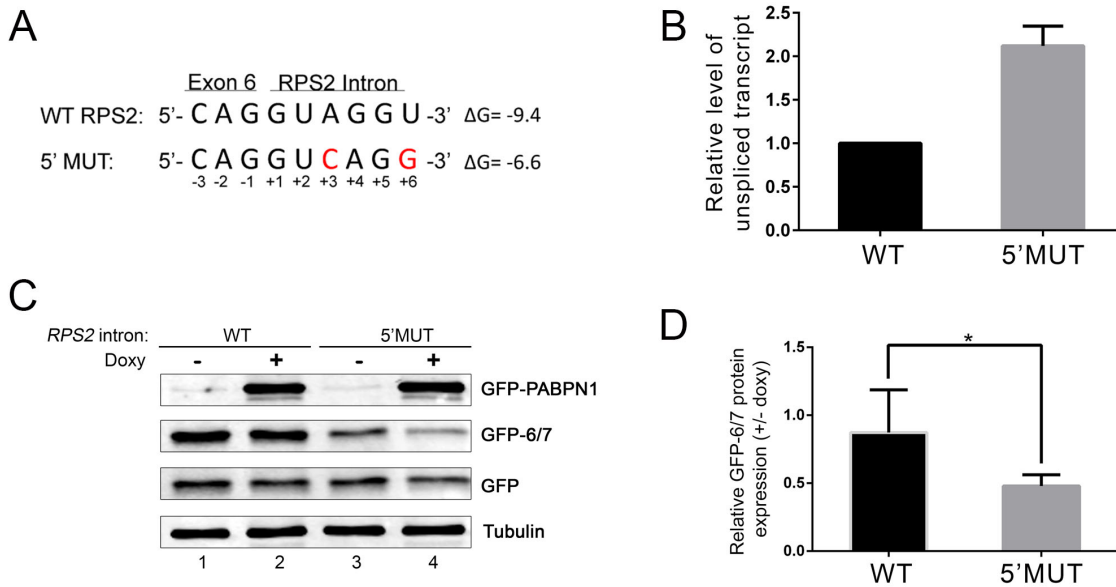 A
Exon 6 RPS2 Intron
WT RPS2: 5'- C A G G U A G G U -3' ΔG= -9.4
5' MUT: 5'- C A G G U C A G G -3' ΔG= -6.6
-3 -2 -1 +1 +2 +3 +4 +5 +6
B
Relative level of
unspliced transcript
2.5
2.0
1.5
1.0
0.5
0.0
WT 5'MUT
C
RPS2 intron: WT 5'MUT
Doxy - + - +
GFP-PABPN1
GFP-6/7
GFP
Tubulin
1 2 3 4
D
Relative GFP-6/7 protein
expression (+/- doxy)
1.5
1.0
0.5
0.0
*
WT 5'MUT